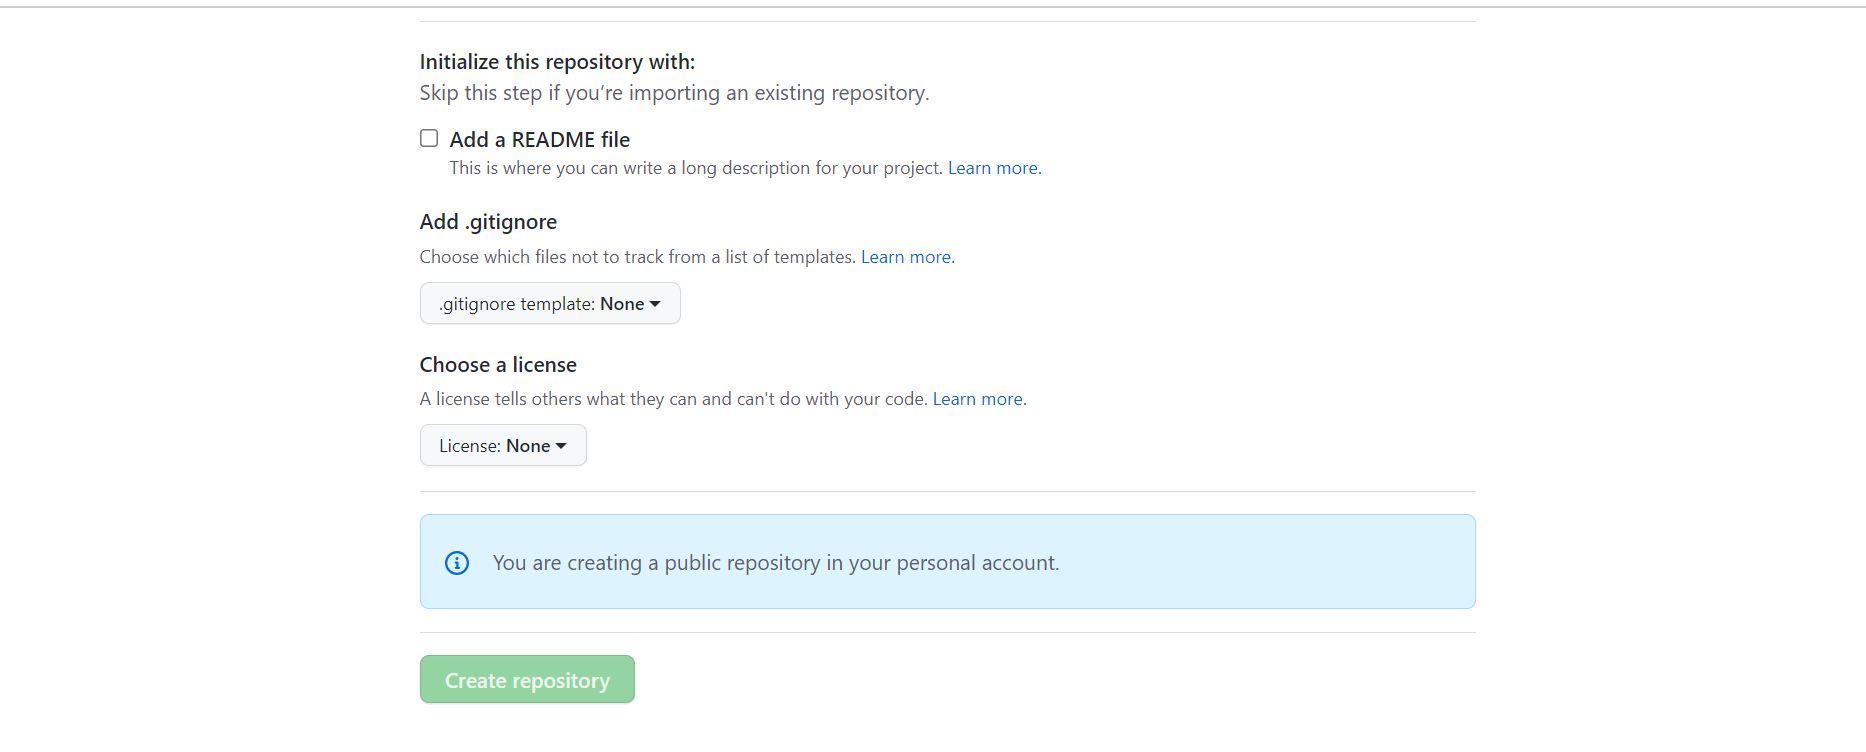 Initialize this repository with:
Skip this step if you’re importing an existing repository.
Add a README file
This is where you can write a long description for your project. Learn more.
Add .gitignore
Choose which files not to track from a list of templates. Learn more.
.gitignore template: None
Choose a license
A license tells others what they can and can't do with your code. Learn more.
License: None
You are creating a public repository in your personal account.
Create repository